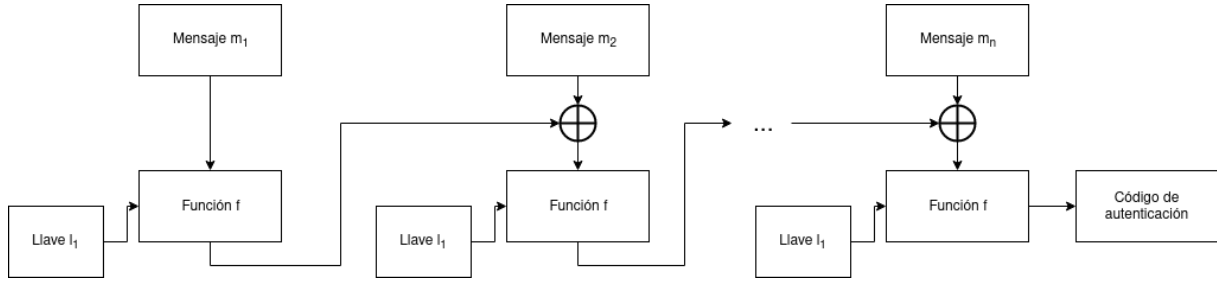 Mensaje m₁
Mensaje m₂
Mensaje mₙ
...
Función f
Función f
Función f
Código de
autenticación
Llave l₁
Llave l₁
Llave l₁